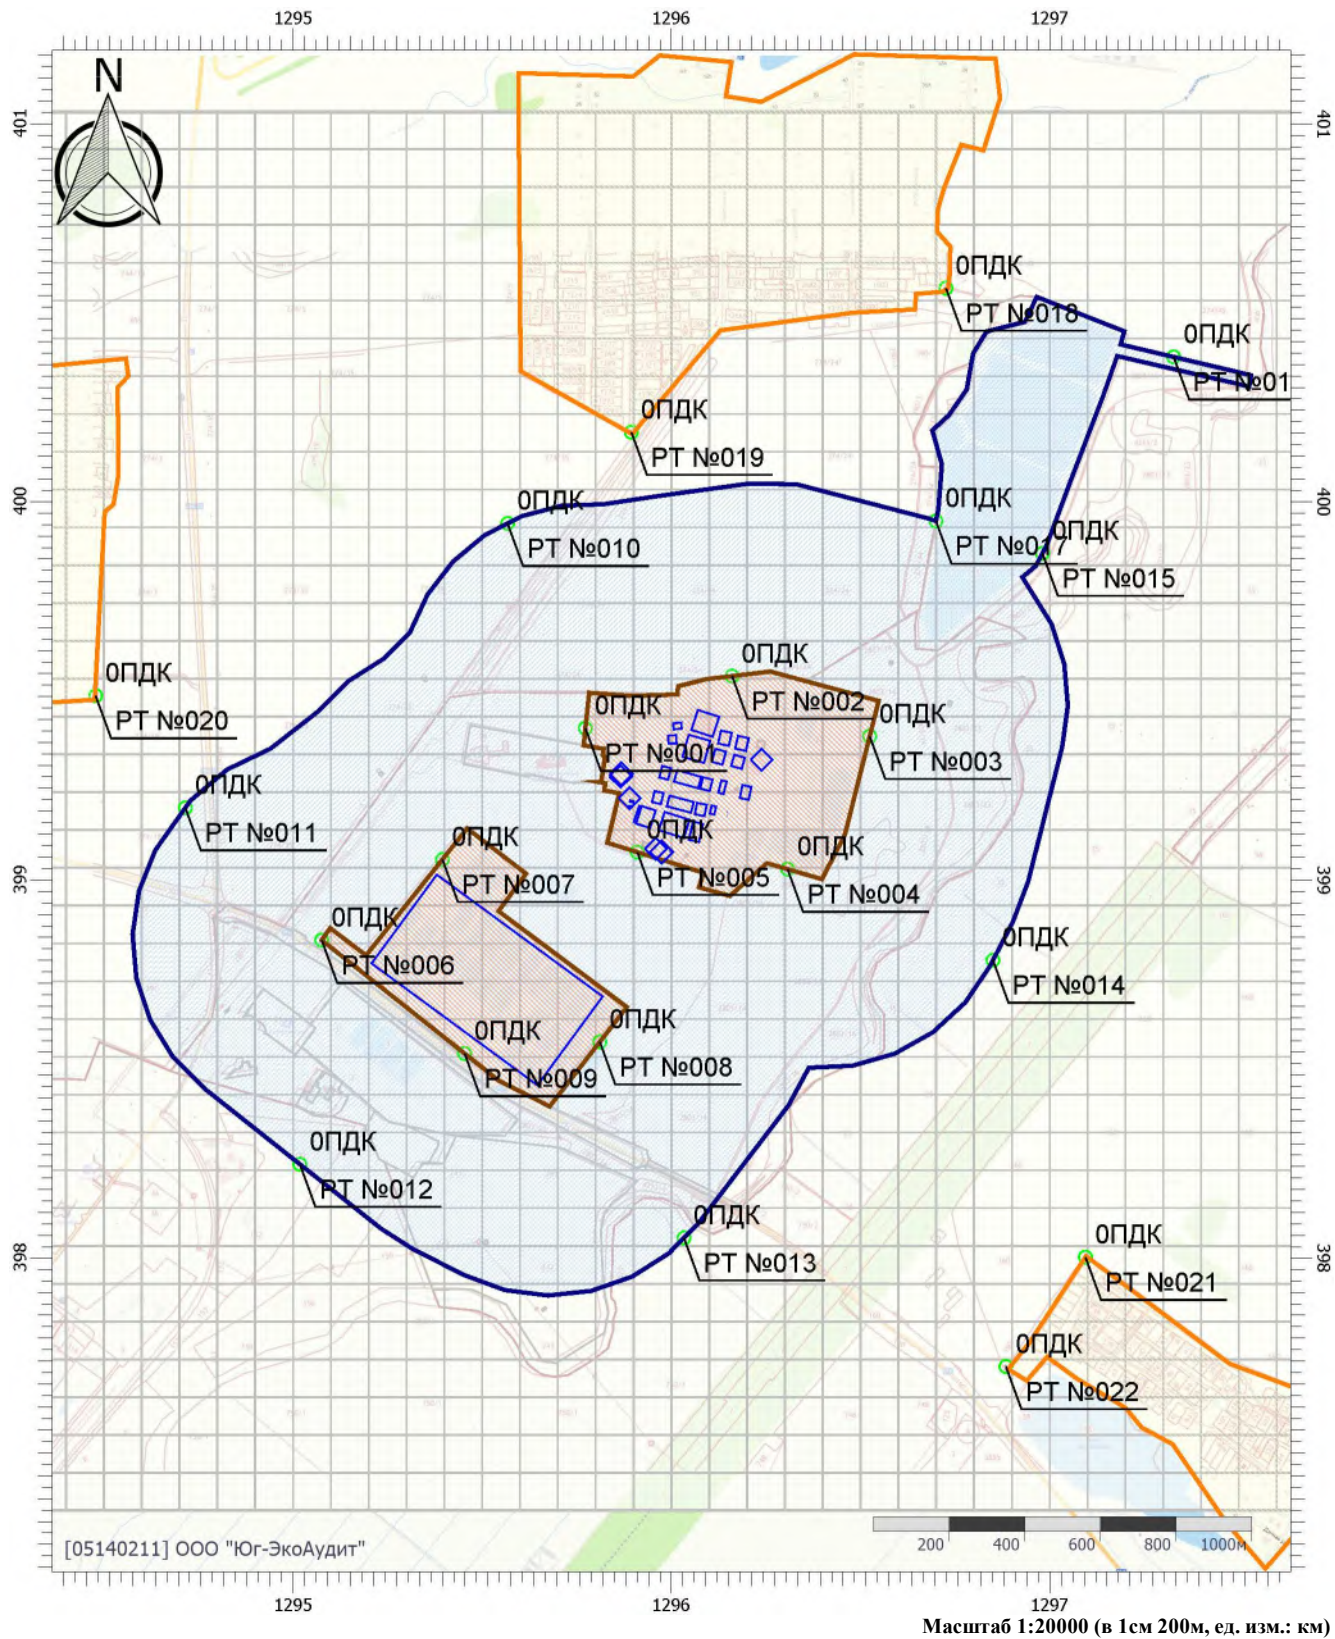 1295
1296
1297
N
401
401
0ПДК
РТ №018
0ПДК
РТ №01
0ПДК
РТ №019
400
400
0ПДК
РТ №010
0ПДК
РТ №017
0ПДК
РТ №015
0ПДК
РТ №002
0ПДК
РТ №020
0ПДК
РТ №001
0ПДК
РТ №003
0ПДК
РТ №011
0ПДК
РТ №005
0ПДК
РТ №004
0ПДК
РТ №007
399
399
0ПДК
РТ №006
0ПДК
РТ №014
0ПДК
РТ №008
0ПДК
РТ №009
0ПДК
РТ №012
0ПДК
РТ №013
398
398
0ПДК
РТ №021
0ПДК
РТ №022
[05140211] ООО "Юг-ЭкоАудит"
200
400
600
800
1000м
1295
1296
1297
Масштаб 1:20000 (в 1см 200м, ед. изм.: км)